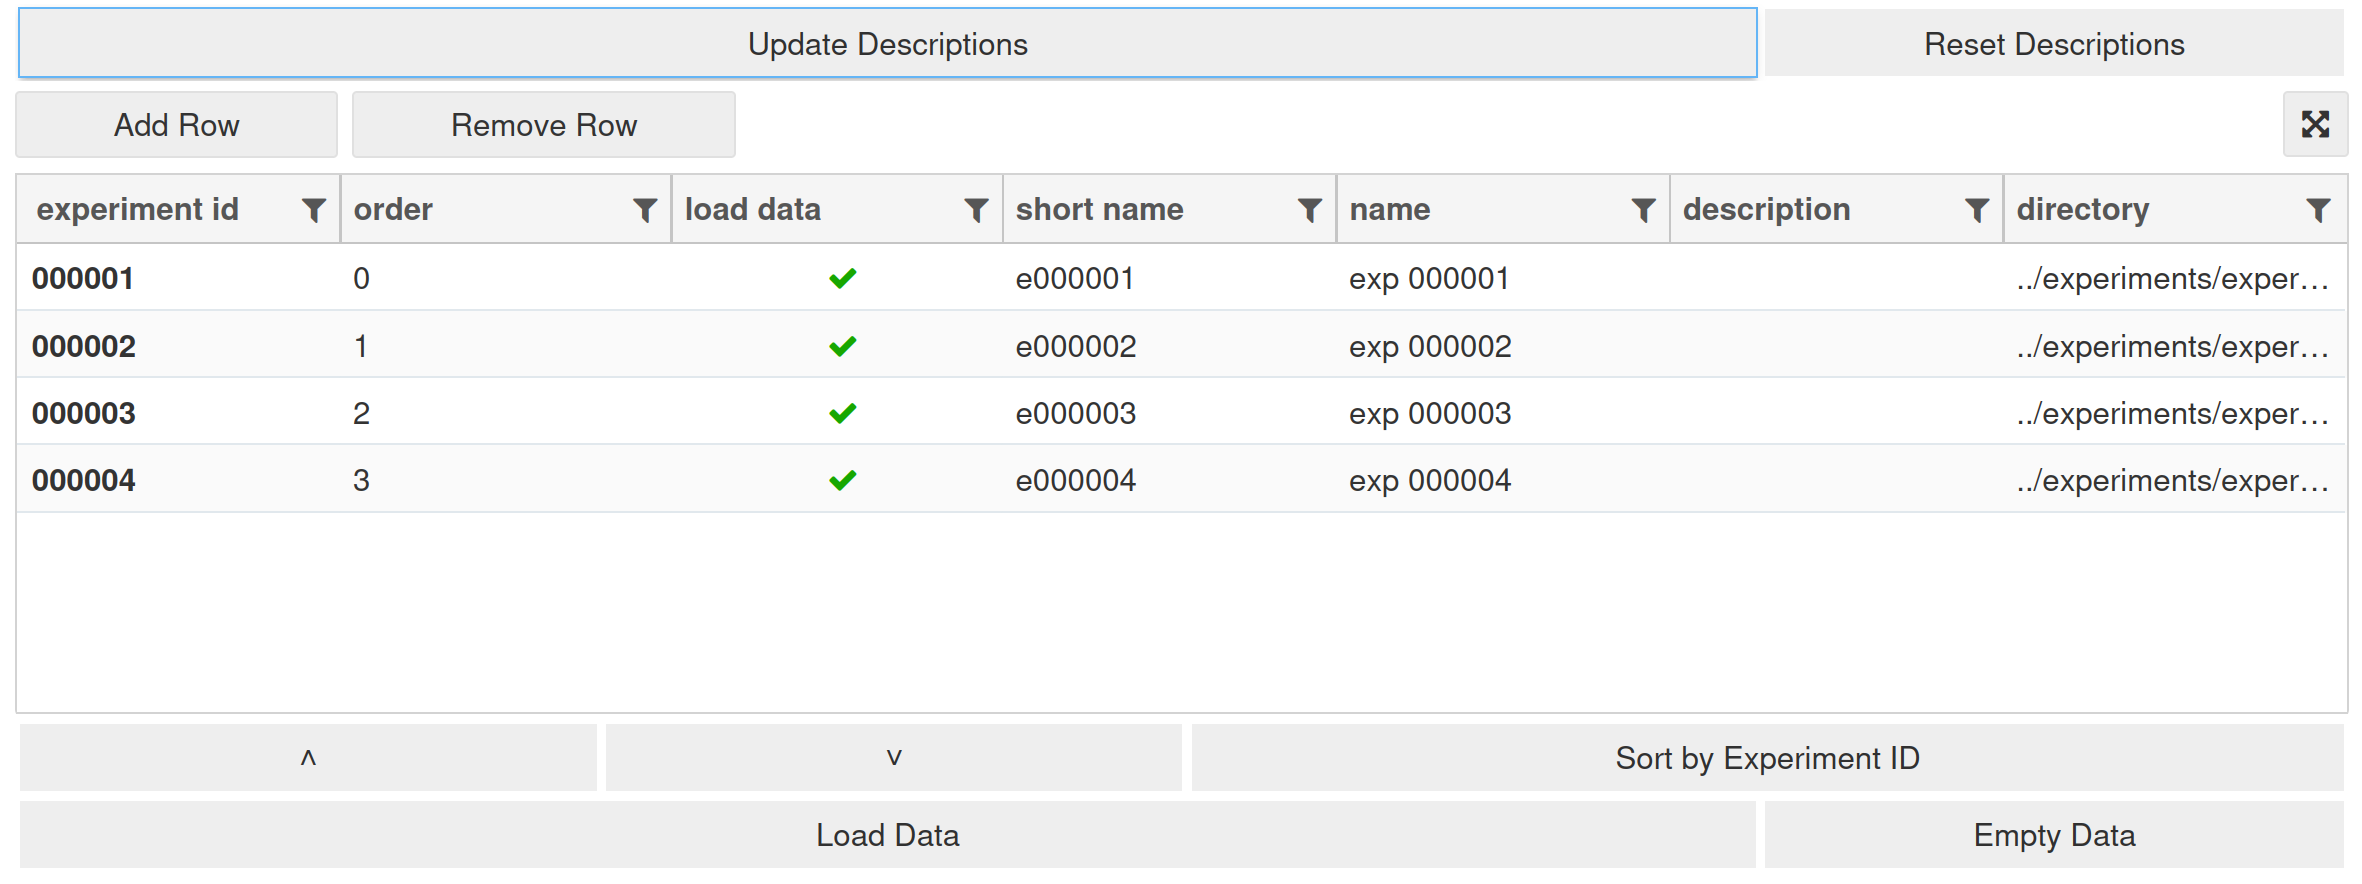 Update Descriptions Reset Descriptions
Add Row Remove Row
experiment id order load data short name name description directory
000001 0 e000001 exp 000001 ../experiments/exper...
000002 1 e000002 exp 000002 ../experiments/exper...
000003 2 e000003 exp 000003 ../experiments/exper...
000004 3 e000004 exp 000004 ../experiments/exper...
˄ ˅ Sort by Experiment ID
Load Data Empty Data